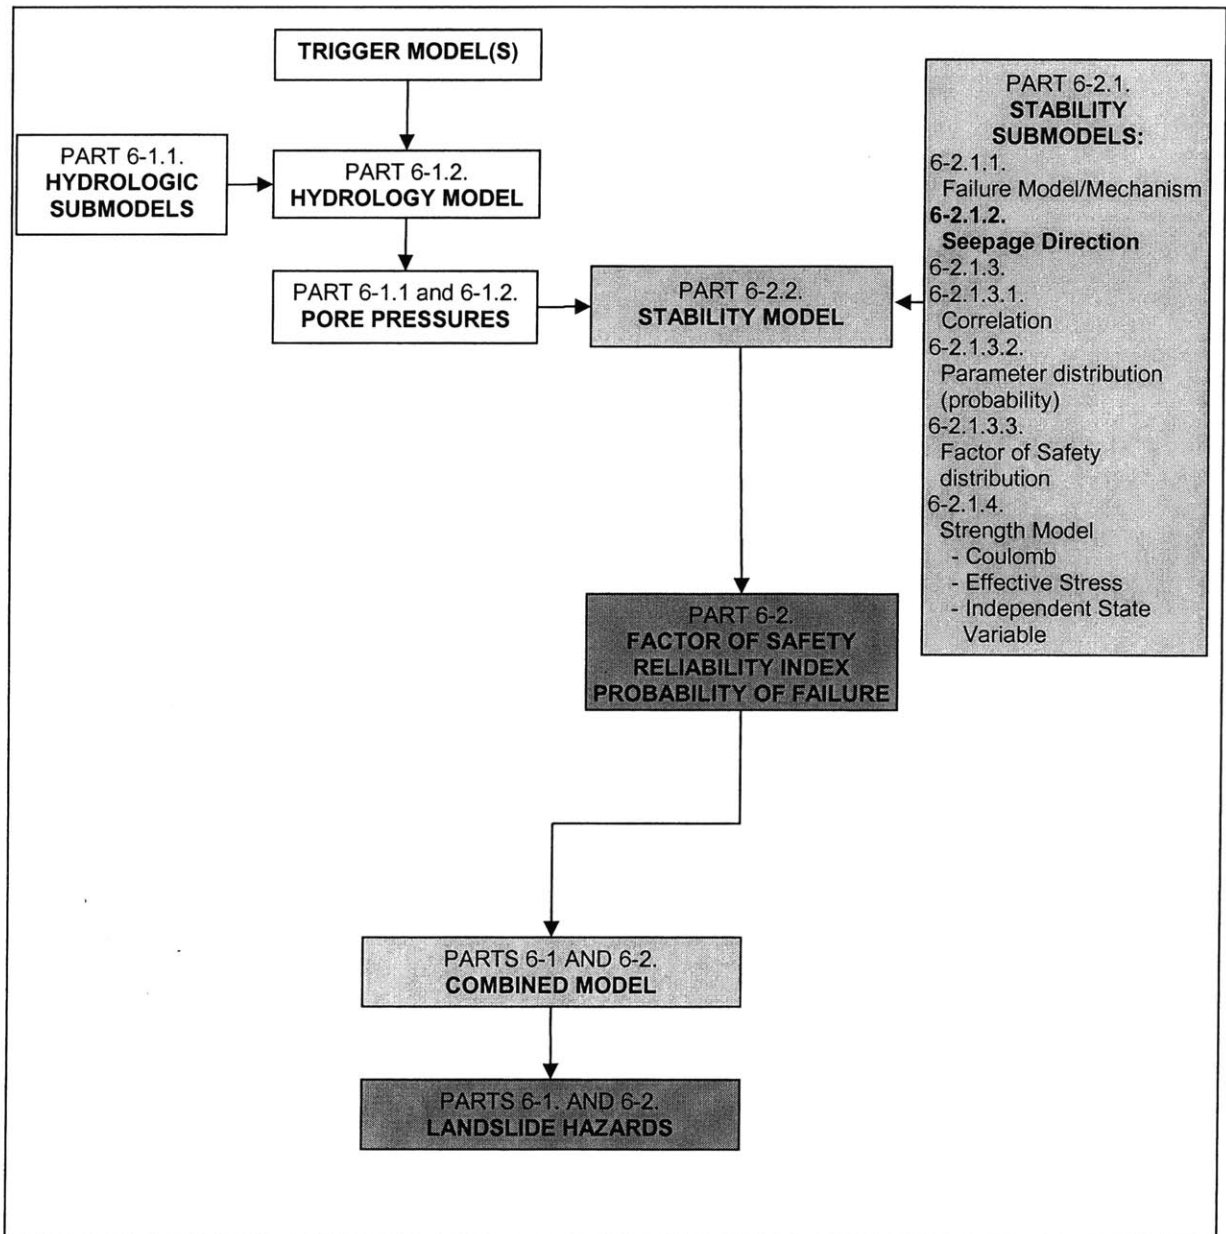 TRIGGER MODEL(S)
PART 6-1.1.
HYDROLOGIC
SUBMODELS
PART 6-1.2.
HYDROLOGY MODEL
PART 6-1.1 and 6-1.2.
PORE PRESSURES
PART 6-2.2.
STABILITY MODEL
PART 6-2.1.
STABILITY
SUBMODELS:
6-2.1.1.
Failure Model/Mechanism
6-2.1.2.
Seepage Direction
6-2.1.3.
6-2.1.3.1.
Correlation
6-2.1.3.2.
Parameter distribution
(probability)
6-2.1.3.3.
Factor of Safety
distribution
6-2.1.4.
Strength Model
- Coulomb
- Effective Stress
- Independent State
Variable
PART 6-2.
FACTOR OF SAFETY
RELIABILITY INDEX
PROBABILITY OF FAILURE
PARTS 6-1 AND 6-2.
COMBINED MODEL
PARTS 6-1. AND 6-2.
LANDSLIDE HAZARDS